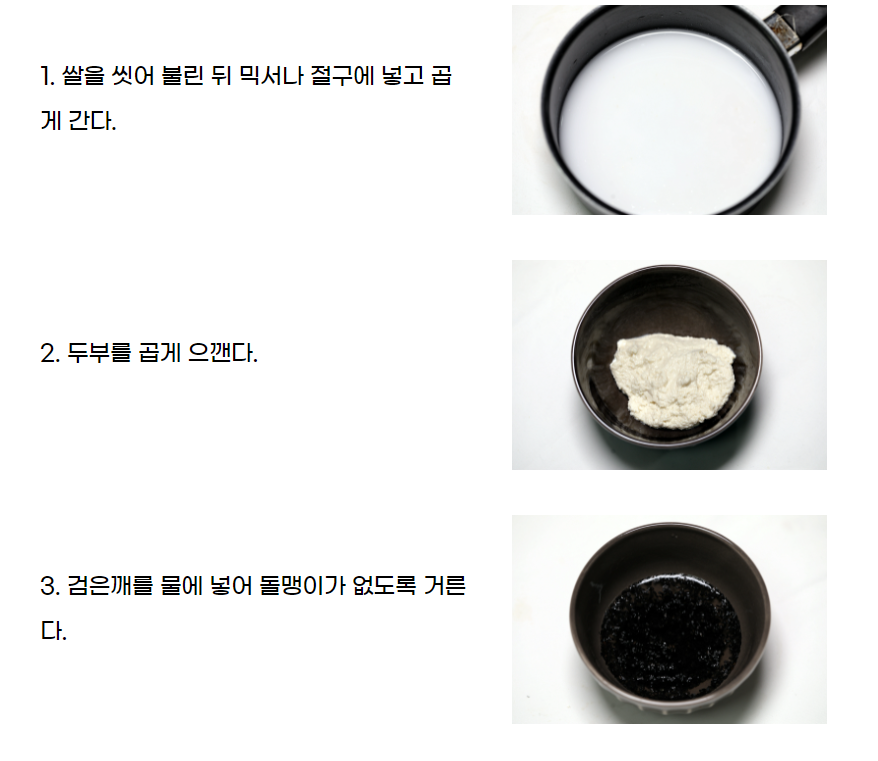 1. 쌀을 씻어 불린 뒤 믹서나 절구에 넣고 곱
게 간다.
2. 두부를 곱게 으깬다.
3. 검은깨를 물에 넣어 돌맹이가 없도록 거른
다.